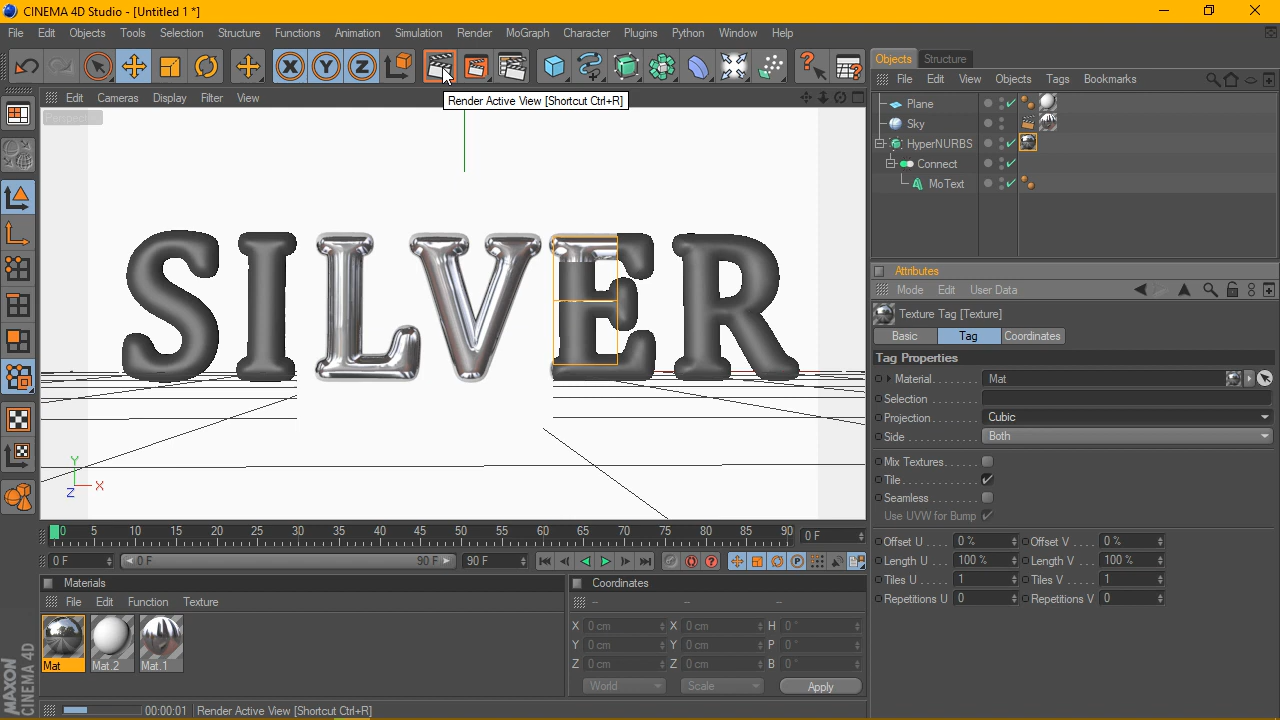 CINEMA 4D Studio - [Untitled 1 *]
File Edit Objects Tools Selection Structure Functions Animation Simulation Render MoGraph Character Plugins Python Window Help
Objects Structure
File Edit View Objects Tags Bookmarks
Edit Cameras Display Filter View
Render Active View [Shortcut Ctrl+R]
Perspective
Plane
Sky
HyperNURBS
Connect
MoText
X Y Z
SILVER
Attributes
Mode Edit User Data
Texture Tag [Texture]
Basic Tag Coordinates
Tag Properties
Material. . . . . . . . Mat
Selection . . . . . . . .
Projection. . . . . . . Cubic
Side . . . . . . . . . . . Both
Mix Textures. . . . .
Tile. . . . . . . . . . . .
Seamless . . . . . . .
Use UVW for Bump
Offset U . . . 0 % Offset V . . . . 0 %
Length U . . 100 % Length V . . . 100 %
Tiles U . . . . 1 Tiles V . . . . . 1
Repetitions U 0 Repetitions V 0
Y
X
Z
0 5 10 15 20 25 30 35 40 45 50 55 60 65 70 75 80 85 90 0 F
0 F 0 F 90 F 90 F
Materials
File Edit Function Texture
Mat Mat.2 Mat.1
Coordinates
-- -- --
X 0 cm X 0 cm H 0 °
Y 0 cm Y 0 cm P 0 °
Z 0 cm Z 0 cm B 0 °
World Scale Apply
MAXON
CINEMA 4D
00:00:01 Render Active View [Shortcut Ctrl+R]